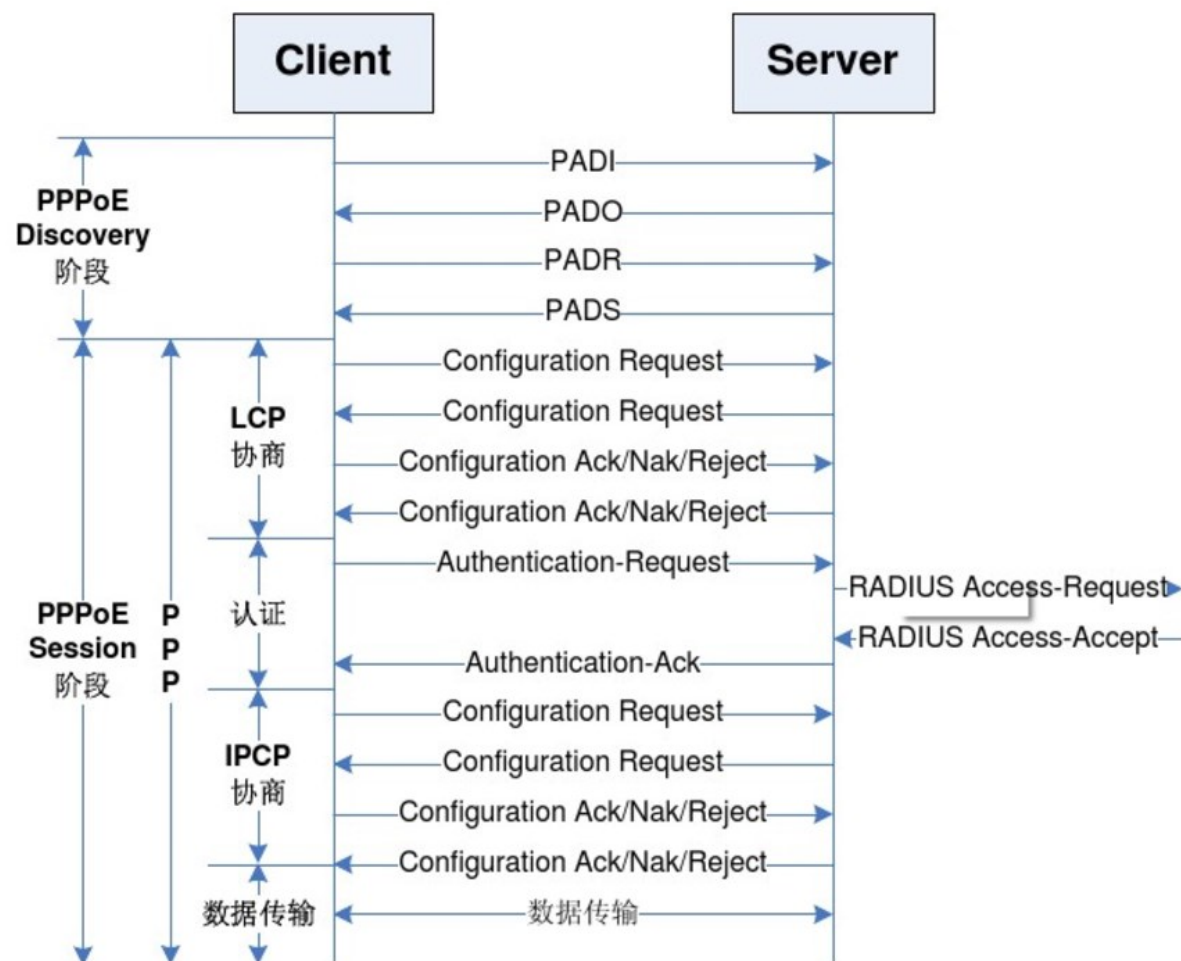 Client
Server
PADI
PPPoE
Discovery
阶段
PADO
PADR
PADS
Configuration Request
LCP
协商
Configuration Request
Configuration Ack/Nak/Reject
Configuration Ack/Nak/Reject
Authentication-Request
RADIUS Access-Request
认证
PPPoE
Session
阶段
P
P
P
RADIUS Access-Accept
Authentication-Ack
Configuration Request
IPCP
协商
Configuration Request
Configuration Ack/Nak/Reject
Configuration Ack/Nak/Reject
数据传输
数据传输